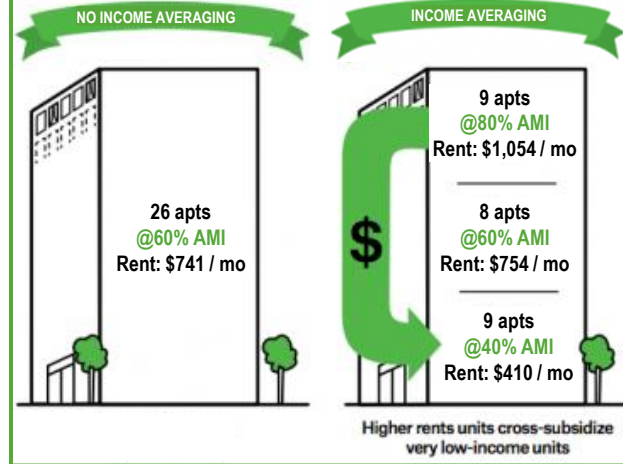 NO INCOME AVERAGING
26 apts
@60% AMI
Rent: $741 / mo
INCOME AVERAGING
9 apts
@80% AMI
Rent: $1,054 / mo
$
8 apts
@60% AMI
Rent: $754 / mo
9 apts
@40% AMI
Rent: $410 / mo
Higher rents units cross-subsidize
very low-income units